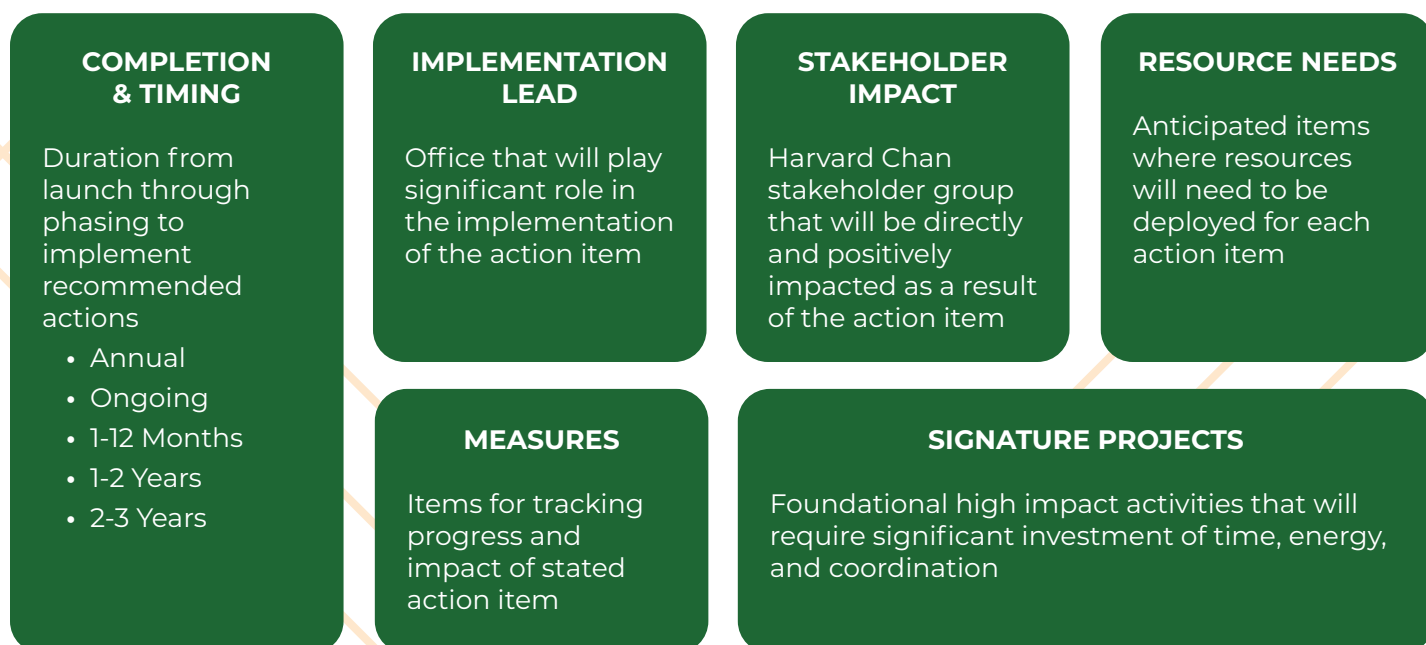 COMPLETION
& TIMING
Duration from
launch through
phasing to
implement
recommended
actions
• Annual
• Ongoing
• 1-12 Months
• 1-2 Years
• 2-3 Years
IMPLEMENTATION
LEAD
Office that will play
significant role in
the implementation
of the action item
STAKEHOLDER
IMPACT
Harvard Chan
stakeholder group
that will be directly
and positively
impacted as a result
of the action item
RESOURCE NEEDS
Anticipated items
where resources
will need to be
deployed for each
action item
MEASURES
Items for tracking
progress and
impact of stated
action item
SIGNATURE PROJECTS
Foundational high impact activities that will
require significant investment of time, energy,
and coordination